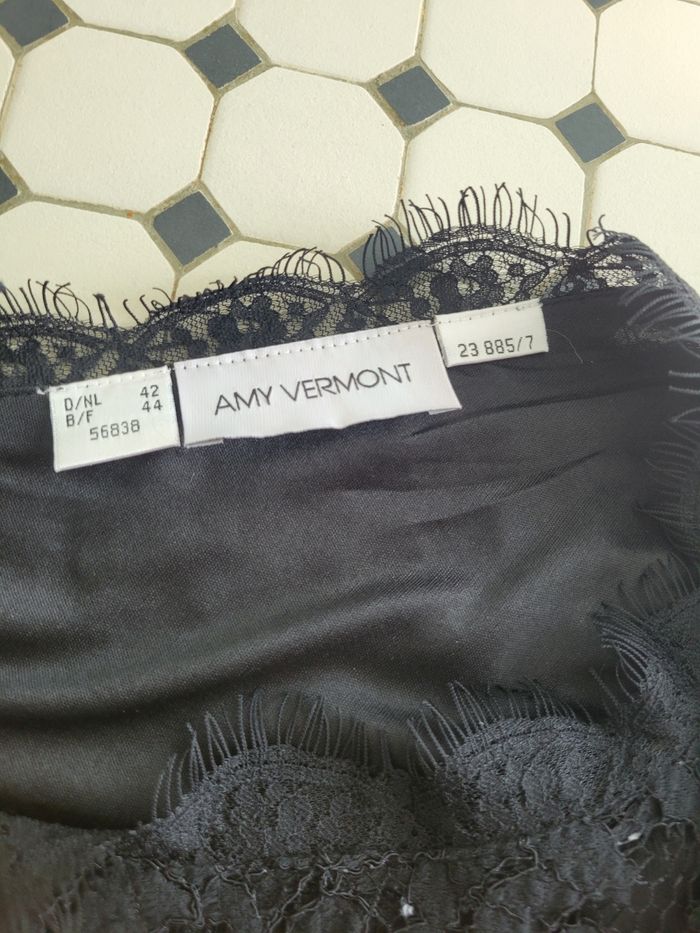 D/NL 42
B/F 44
56838
AMY VERMONT
23 885/7